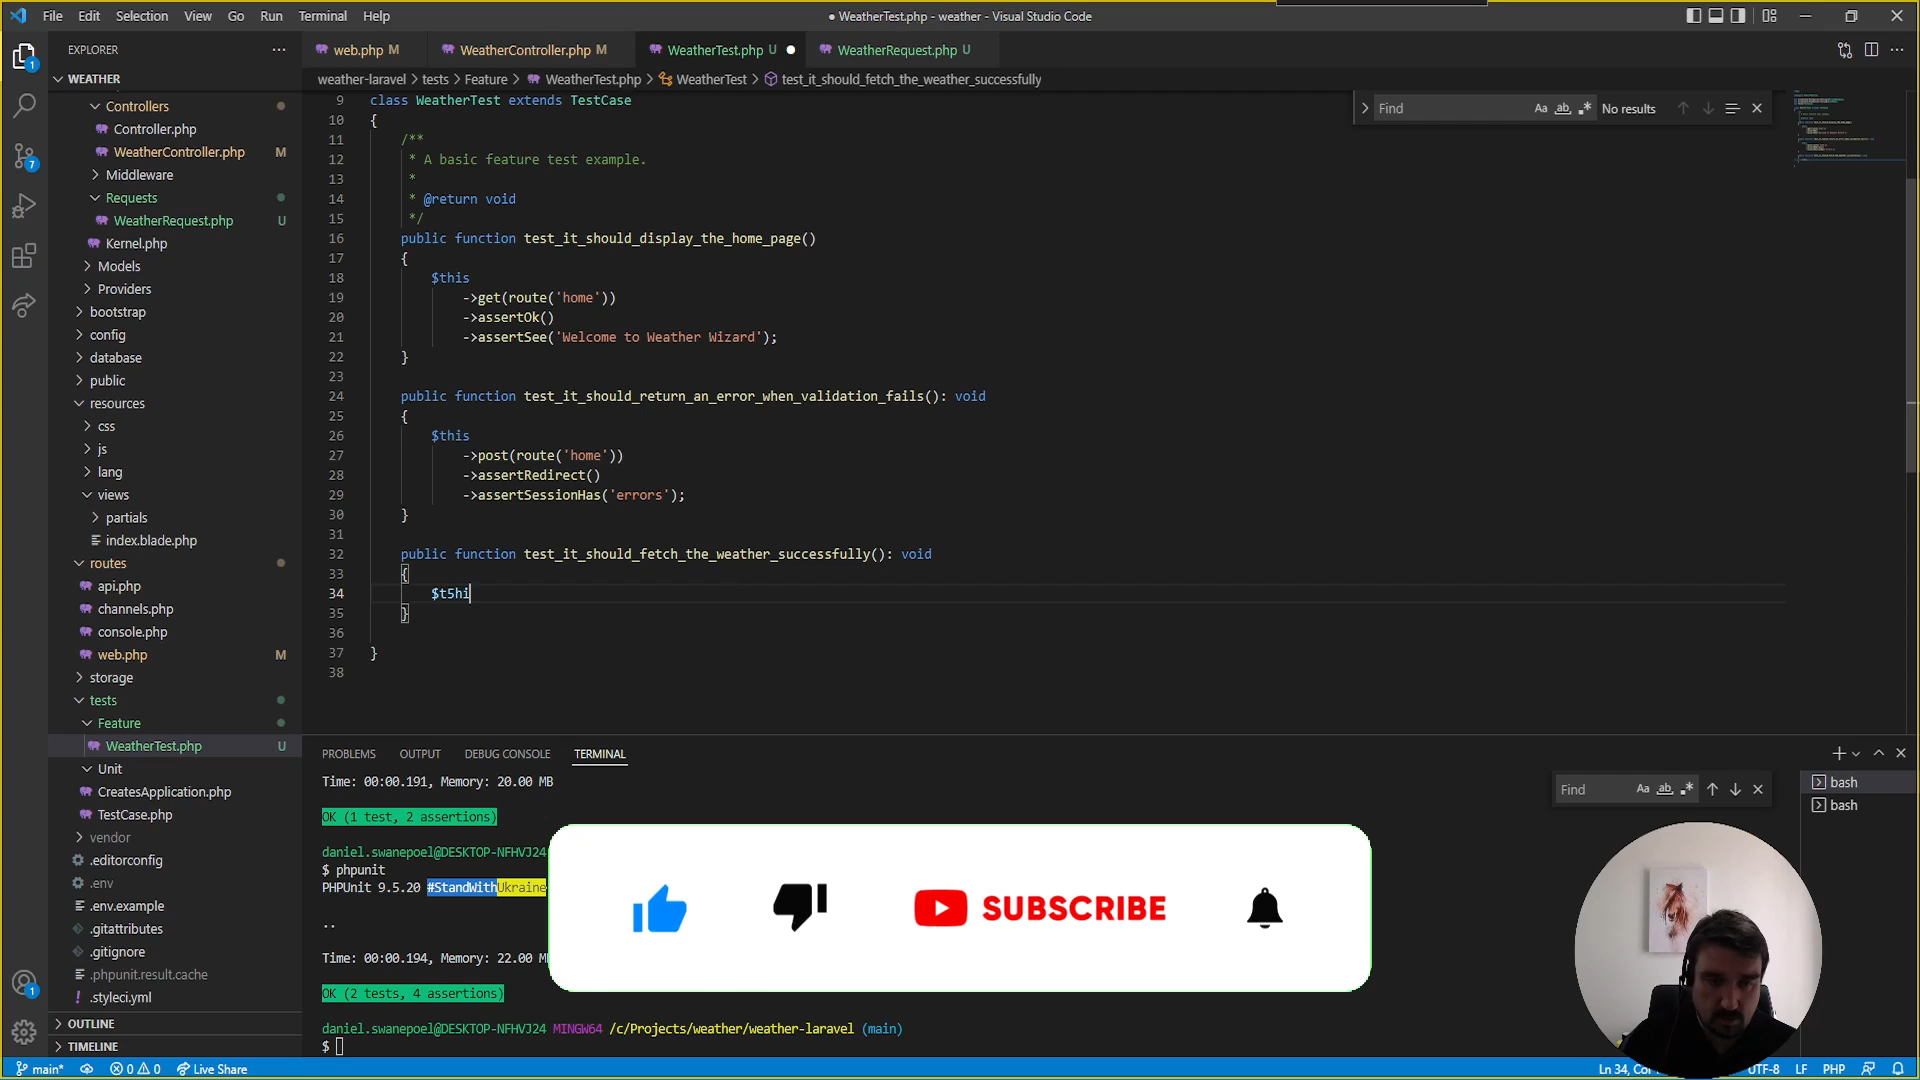 File Edit Selection View Go Run Terminal Help
● WeatherTest.php - weather - Visual Studio Code
EXPLORER
web.php M
WeatherController.php M
WeatherTest.php U
WeatherRequest.php U
WEATHER
weather-laravel > tests > Feature > WeatherTest.php > WeatherTest > test_it_should_fetch_the_weather_successfully
Find
Aa ab .*
No results
Controllers
Controller.php
WeatherController.php M
Middleware
Requests
WeatherRequest.php U
Kernel.php
Models
Providers
bootstrap
config
database
public
resources
css
js
lang
views
partials
index.blade.php
routes
api.php
channels.php
console.php
web.php M
storage
tests
Feature
WeatherTest.php U
Unit
CreatesApplication.php
TestCase.php
vendor
.editorconfig
.env
.env.example
.gitattributes
.gitignore
.phpunit.result.cache
.styleci.yml
OUTLINE
TIMELINE
9 class WeatherTest extends TestCase
10 {
11 /**
12 * A basic feature test example.
13 *
14 * @return void
15 */
16 public function test_it_should_display_the_home_page()
17 {
18 $this
19 ->get(route('home'))
20 ->assertOk()
21 ->assertSee('Welcome to Weather Wizard');
22 }
23
24 public function test_it_should_return_an_error_when_validation_fails(): void
25 {
26 $this
27 ->post(route('home'))
28 ->assertRedirect()
29 ->assertSessionHas('errors');
30 }
31
32 public function test_it_should_fetch_the_weather_successfully(): void
33 {
34 $t5hi
35 }
36
37 }
38
PROBLEMS OUTPUT DEBUG CONSOLE TERMINAL
Time: 00:00.191, Memory: 20.00 MB
OK (1 test, 2 assertions)
daniel.swanepoel@DESKTOP-NFHVJ24
$ phpunit
PHPUnit 9.5.20 #StandWithUkraine
..
Time: 00:00.194, Memory: 22.00
OK (2 tests, 4 assertions)
daniel.swanepoel@DESKTOP-NFHVJ24 MINGW64 /c/Projects/weather/weather-laravel (main)
$
Find
Aa ab .*
bash
bash
SUBSCRIBE
1
7
1
main* 0 0 Live Share
Ln 34, Co
UTF-8 LF PHP